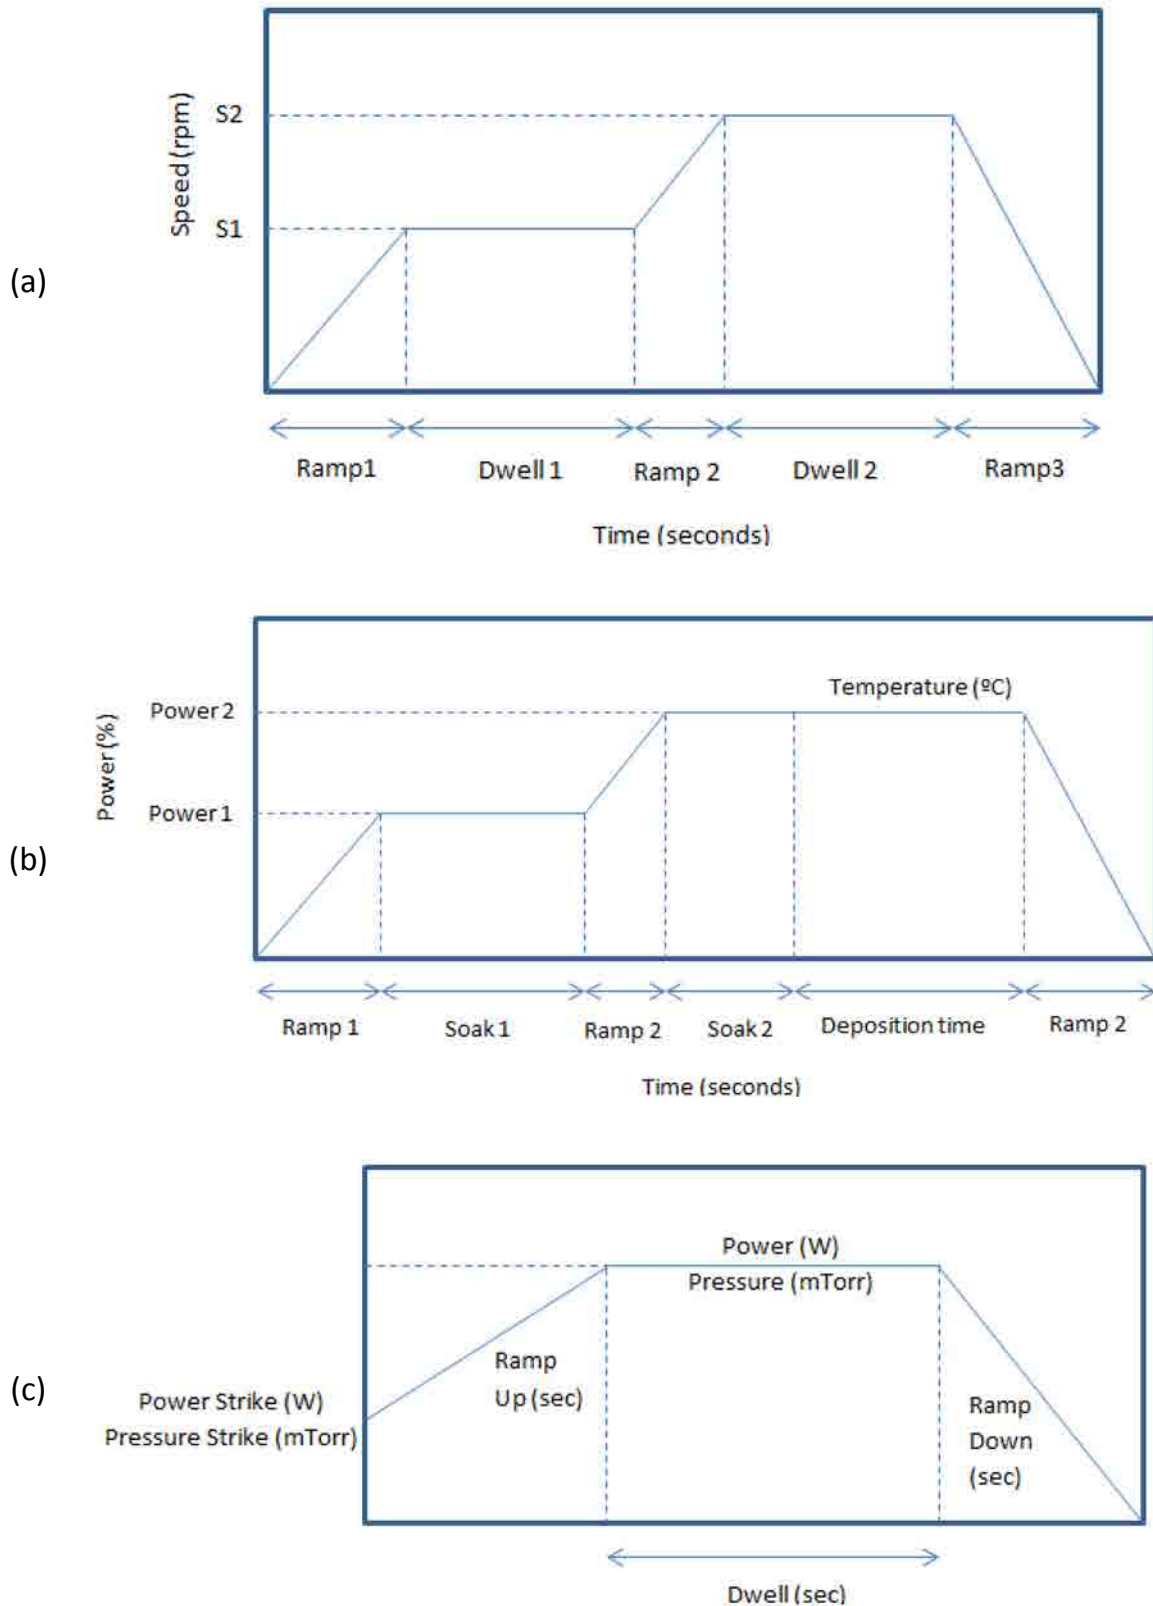 (a)
Speed (rpm)
S2
S1
Ramp1
Dwell 1
Ramp 2
Dwell 2
Ramp3
Time (seconds)
(b)
Power (%)
Power 2
Power 1
Temperature (ºC)
Ramp 1
Soak 1
Ramp 2
Soak 2
Deposition time
Ramp 2
Time (seconds)
(c)
Power Strike (W)
Pressure Strike (mTorr)
Ramp
Up (sec)
Power (W)
Pressure (mTorr)
Ramp
Down
(sec)
Dwell (sec)